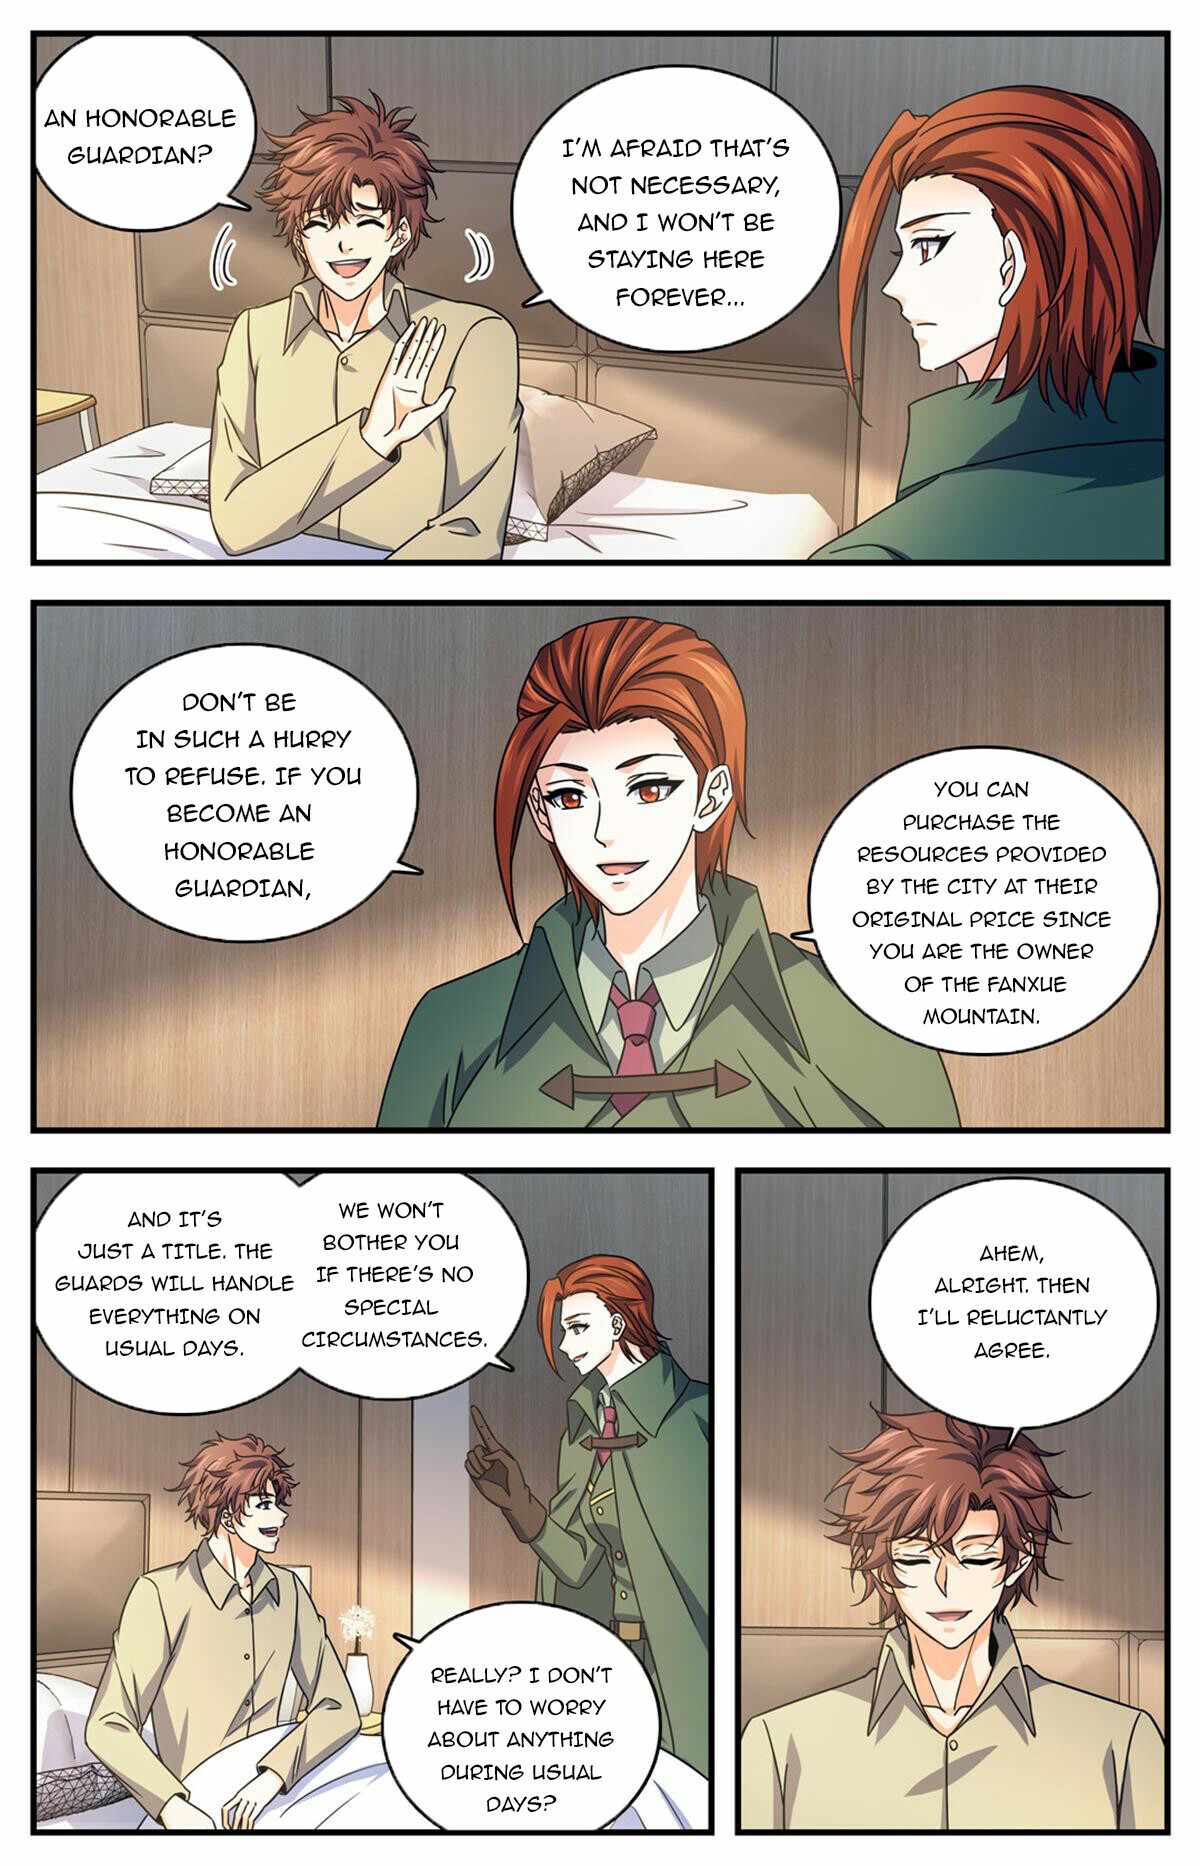 AN HONORABLE
GUARDIAN?
I'M AFRAID THAT'S
NOT NECESSARY,
AND I WON'T BE
STAYING HERE
FOREVER...
DON'T BE
IN SUCH A HURRY
TO REFUSE. IF YOU
BECOME AN
HONORABLE
GUARDIAN,
YOU CAN
PURCHASE THE
RESOURCES PROVIDED
BY THE CITY AT THEIR
ORIGINAL PRICE SINCE
YOU ARE THE OWNER
OF THE FANXUE
MOUNTAIN.
AND IT'S
JUST A TITLE. THE
GUARDS WILL HANDLE
EVERYTHING ON
USUAL DAYS.
WE WON'T
BOTHER YOU
IF THERE'S NO
SPECIAL
CIRCUMSTANCES.
REALLY? I DON'T
HAVE TO WORRY
ABOUT ANYTHING
DURING USUAL
DAYS?
AHEM,
ALRIGHT. THEN
I'LL RELUCTANTLY
AGREE.